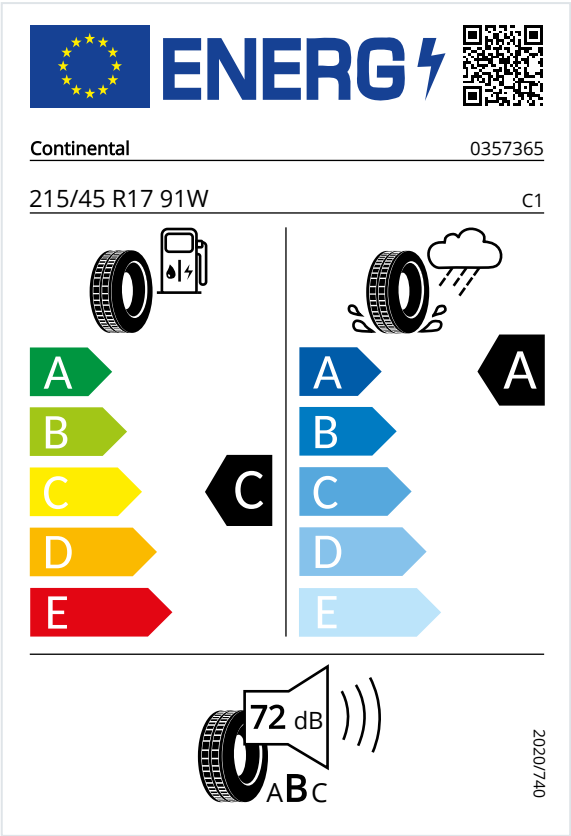 ENERG
Continental 0357365
215/45 R17 91W C1
A A A
B B
C C C
D D
E E
72 dB
ABC
2020/740